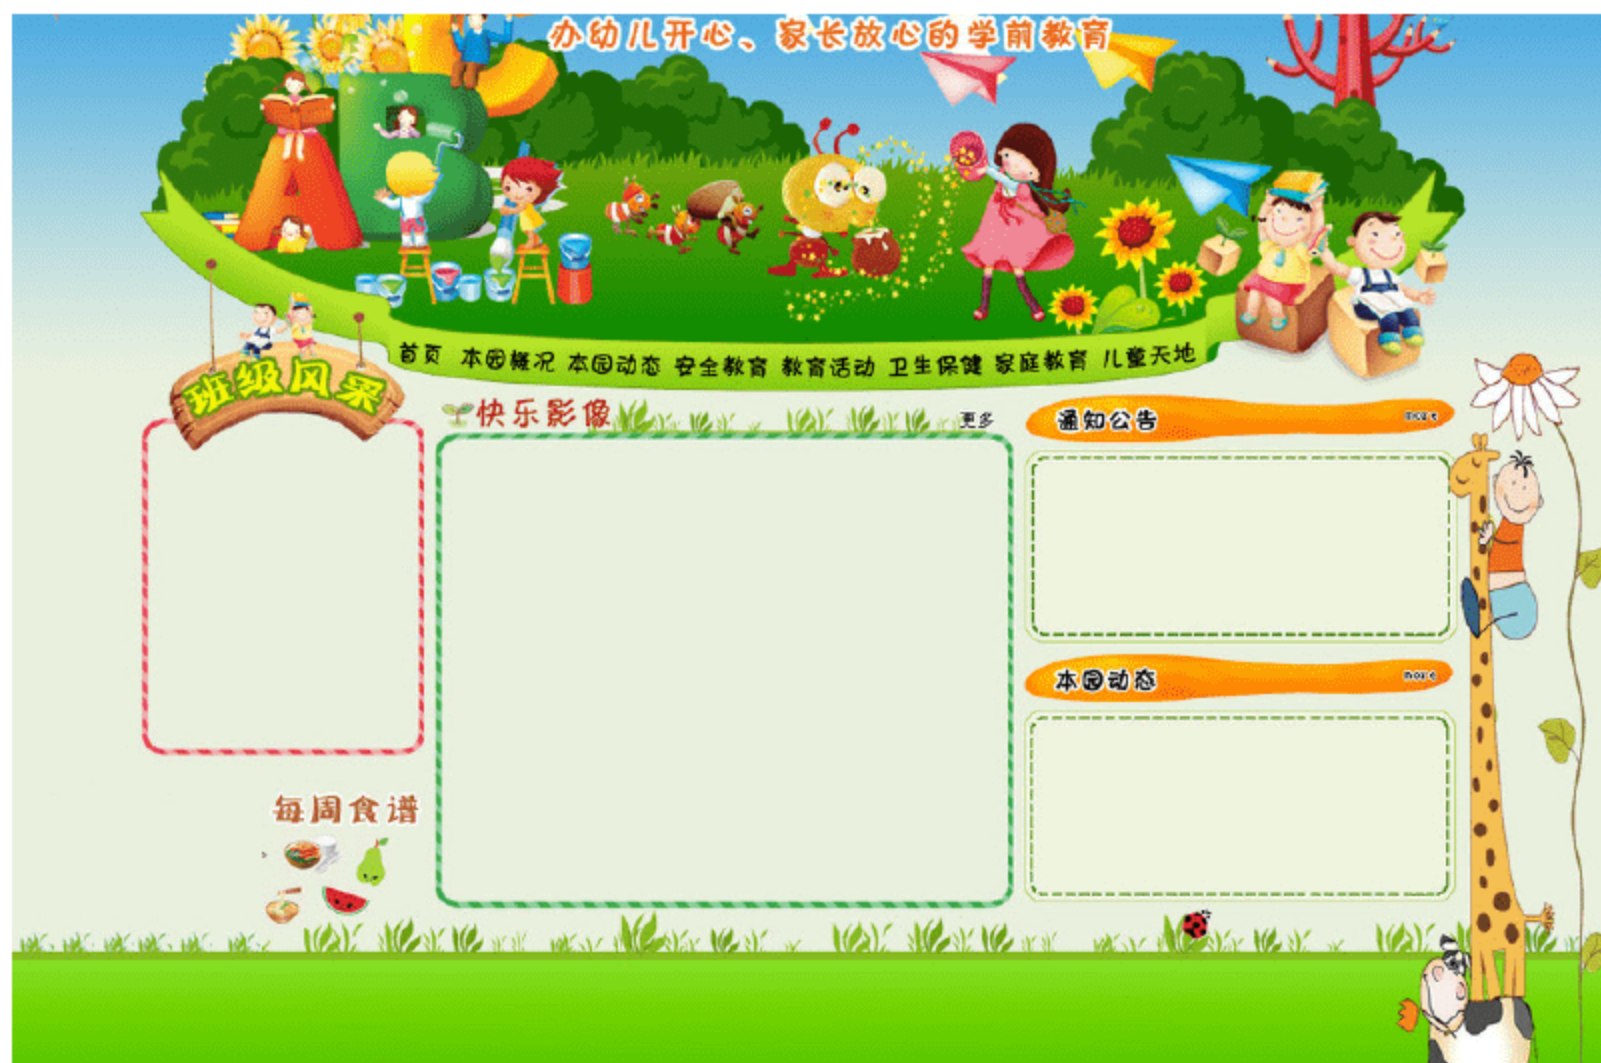 办幼儿开心、家长放心的学前教育
首页 本园概况 本园动态 安全教育 教育活动 卫生保健 家庭教育 儿童天地
班级风采
快乐影像 更多
通知公告 more
本园动态 more
每周食谱